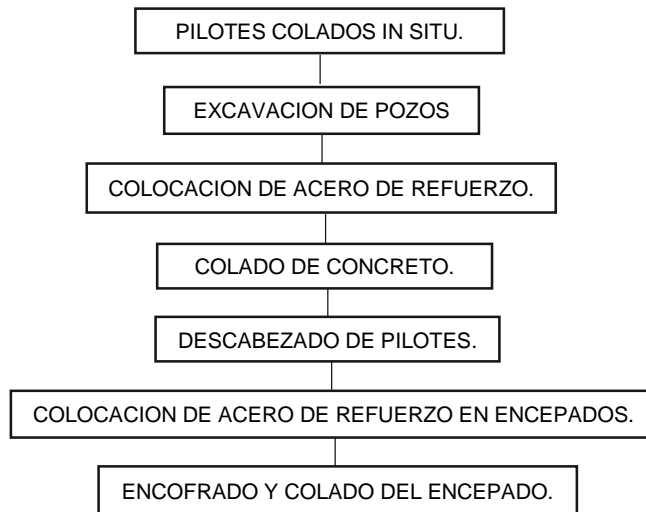 PILOTES COLADOS IN SITU.
EXCAVACION DE POZOS
COLOCACION DE ACERO DE REFUERZO.
COLADO DE CONCRETO.
DESCABEZADO DE PILOTES.
COLOCACION DE ACERO DE REFUERZO EN ENCEPADOS.
ENCOFRADO Y COLADO DEL ENCEPADO.